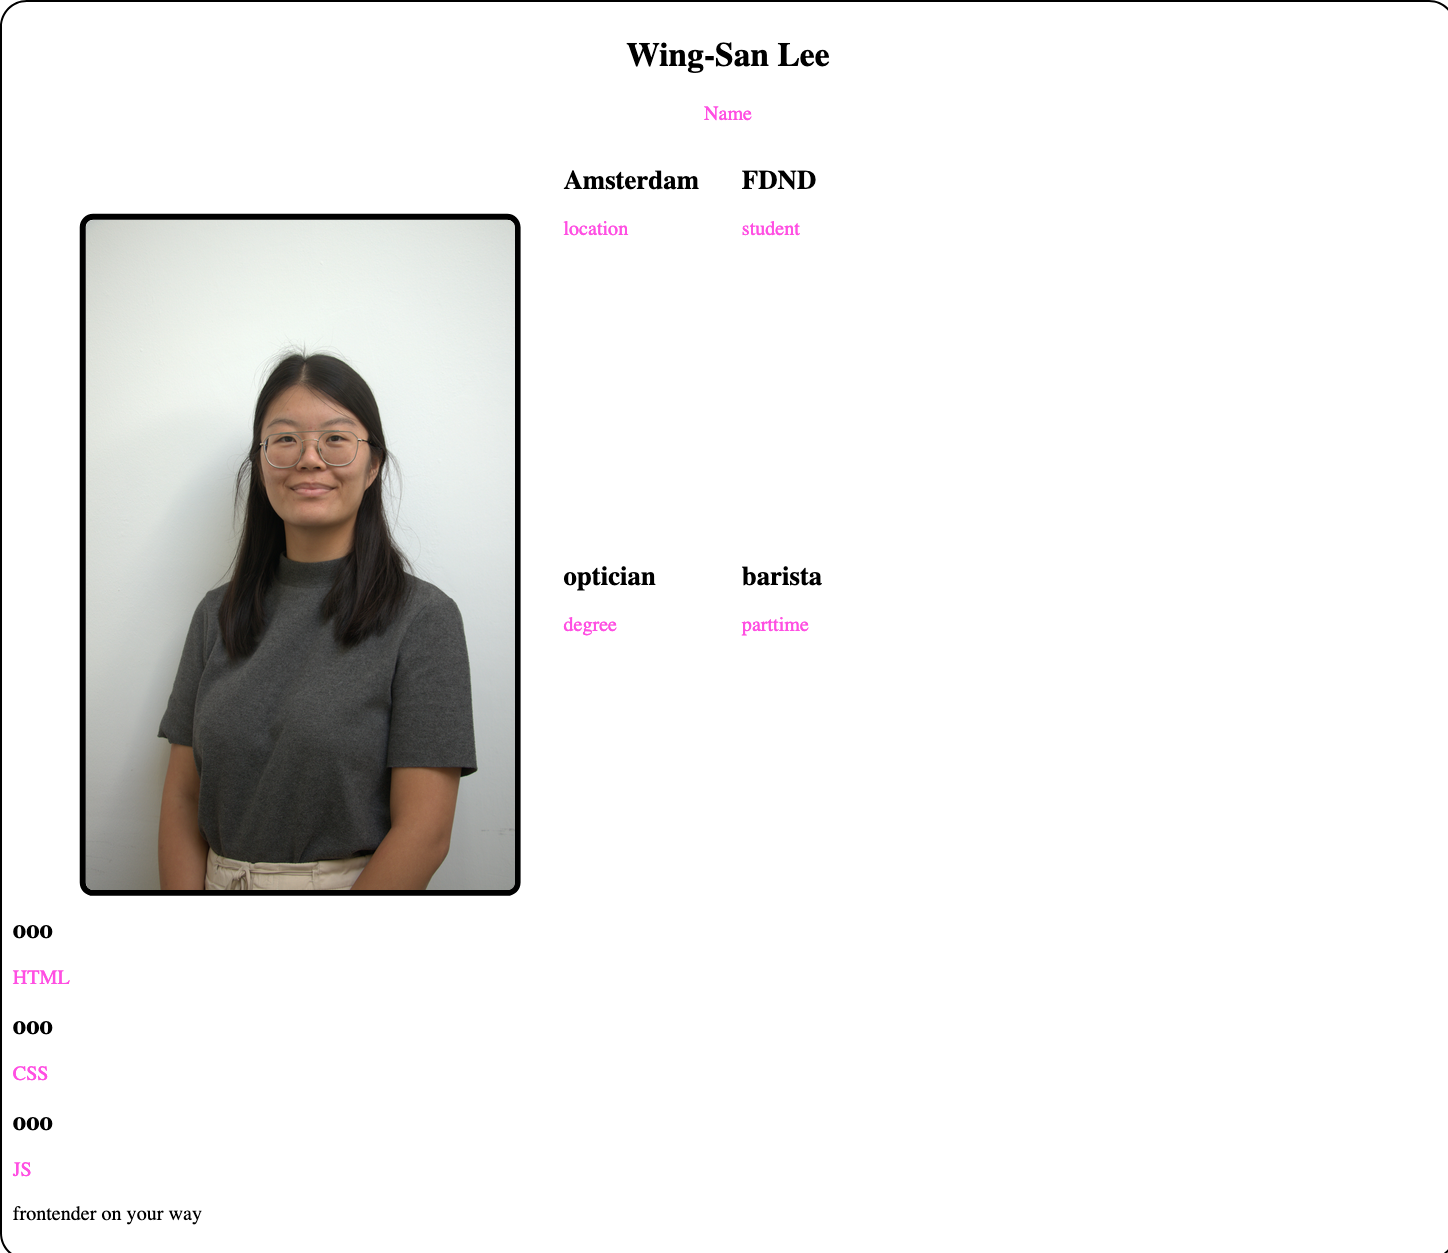 Wing-San Lee
Name
Amsterdam
location
FDND
student
optician
degree
barista
parttime
ooo
HTML
ooo
CSS
ooo
JS
frontender on your way